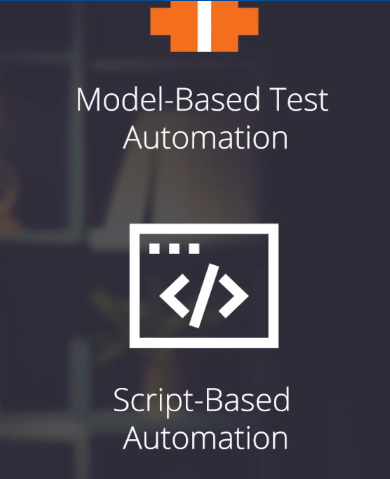 Model-Based Test
Automation
</>
Script-Based
Automation